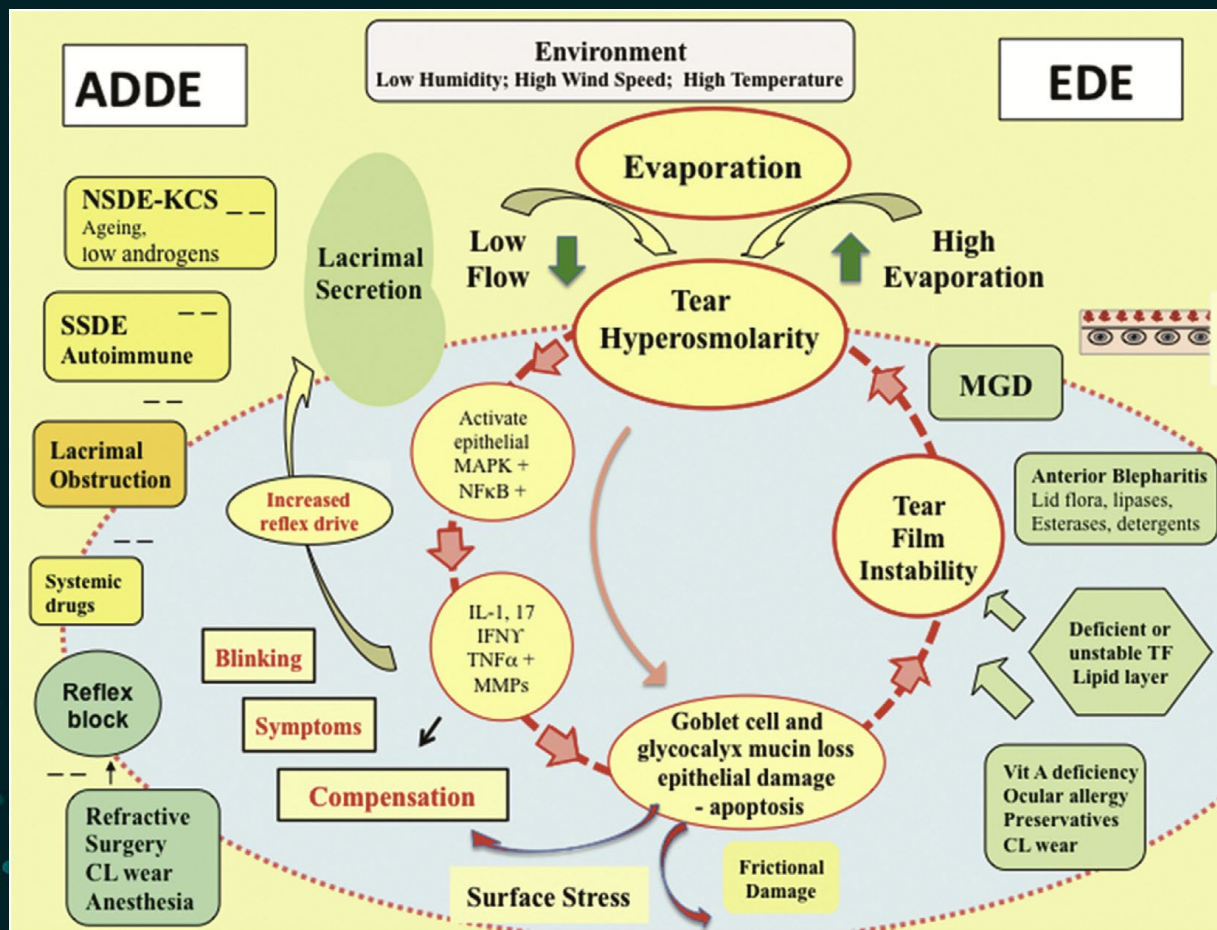 ADDE
Environment
Low Humidity; High Wind Speed; High Temperature
EDE
Evaporation
NSDE-KCS _ _
Ageing,
low androgens
Lacrimal
Secretion
Low
Flow
High
Evaporation
Tear
Hyperosmolarity
SSDE _ _
Autoimmune
_ _
MGD
Lacrimal
Obstruction
Activate
epithelial
MAPK +
NFκB +
Increased
reflex drive
Tear
Film
Instability
Anterior Blepharitis
Lid flora, lipases,
Esterases, detergents
_ _
Systemic
drugs
IL-1, 17
IFNϒ
TNFα +
MMPs
Blinking
Symptoms
Compensation
Deficient or
unstable TF
Lipid layer
Reflex
block
_ _
Goblet cell and
glycocalyx mucin loss
epithelial damage
- apoptosis
Vit A deficiency
Ocular allergy
Preservatives
CL wear
Refractive
Surgery
CL wear
Anesthesia
Surface Stress
Frictional
Damage